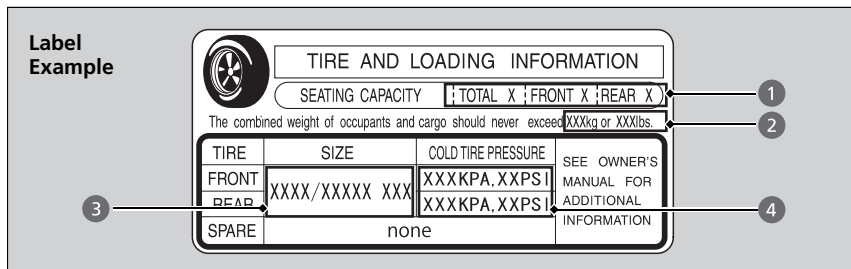 Label
Example
TIRE AND LOADING INFORMATION
SEATING CAPACITY TOTAL X FRONT X REAR X
1
The combined weight of occupants and cargo should never exceed XXXkg or XXXlbs.
2
TIRE SIZE COLD TIRE PRESSURE
FRONT XXXX/XXXXX XXX XXXKPA,XXPSI
REAR XXXKPA,XXPSI
SPARE none
SEE OWNER'S
MANUAL FOR
ADDITIONAL
INFORMATION
3
4